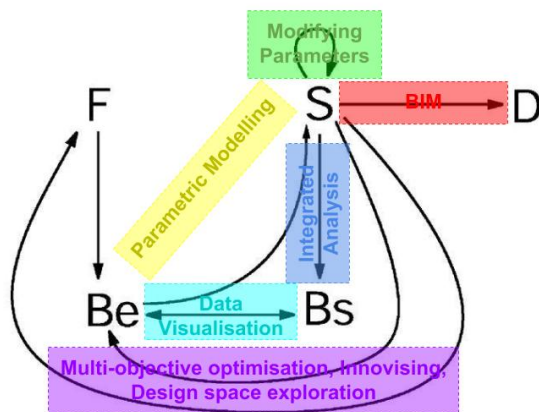 Modifying
Parameters
F
S
BIM
D
Parametric Modelling
Integrated
Analysis
Be
Data
Visualisation
Bs
Multi-objective optimisation, Innovising,
Design space exploration